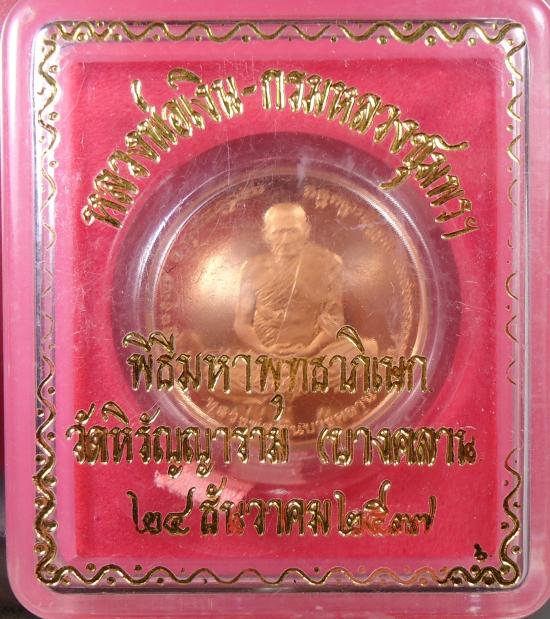 หลวงพ่อเงิน-กรมหลวงชุมพรฯ
พิธีมหาพุทธาภิเษก
วัดหิรัญญาราม (บางคลาน
๒๔ ธันวาคม ๒๕๓๗